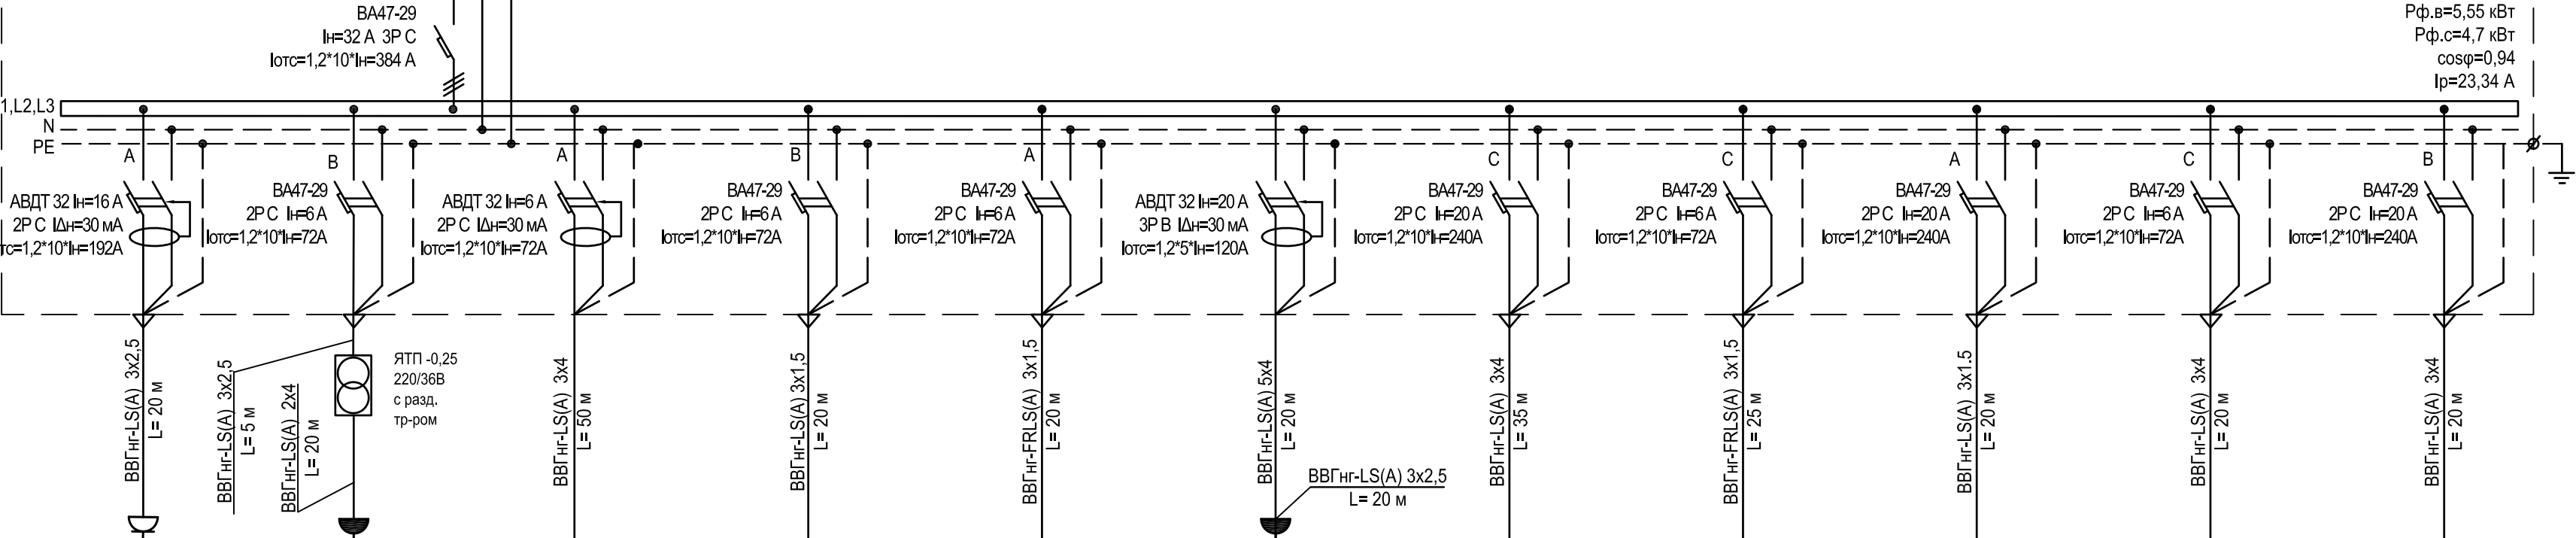 ВА47-29
Iн=32 А 3Р С
Iотс=1,2*10*Iн=384 А
Рф.в=5,55 кВт
Рф.с=4,7 кВт
cosφ=0,94
Iр=23,34 А
1,L2,L3
N
PE
А
В
А
В
А
С
С
А
С
В
АВДТ 32 Iн=16 А
2Р С IΔн=30 мА
тс=1,2*10*Iн=192А
ВА47-29
2Р С Iн=6 А
Iотс=1,2*10*Iн=72А
АВДТ 32 Iн=6 А
2Р С IΔн=30 мА
Iотс=1,2*10*Iн=72А
ВА47-29
2Р С Iн=6 А
Iотс=1,2*10*Iн=72А
ВА47-29
2Р С Iн=6 А
Iотс=1,2*10*Iн=72А
АВДТ 32 Iн=20 А
3Р В IΔн=30 мА
Iотс=1,2*5*Iн=120А
ВА47-29
2Р С Iн=20 А
Iотс=1,2*10*Iн=240А
ВА47-29
2Р С Iн=6 А
Iотс=1,2*10*Iн=72А
ВА47-29
2Р С Iн=20 А
Iотс=1,2*10*Iн=240А
ВА47-29
2Р С Iн=6 А
Iотс=1,2*10*Iн=72А
ВА47-29
2Р С Iн=20 А
Iотс=1,2*10*Iн=240А
ВВГнг-LS(А) 3х2,5
L= 20 м
ВВГнг-LS(А) 3х2,5
L= 5 м
ВВГнг-LS(А) 2х4
L= 20 м
ЯТП -0,25
220/36В
с разд.
тр-ром
ВВГнг-LS(А) 3х4
L= 50 м
ВВГнг-LS(А) 3х1,5
L= 20 м
ВВГнг-FRLS(А) 3х1,5
L= 20 м
ВВГнг-LS(А) 5х4
L= 20 м
ВВГнг-LS(А) 3х2,5
L= 20 м
ВВГнг-LS(А) 3х4
L= 35 м
ВВГнг-FRLS(А) 3х1,5
L= 25 м
ВВГнг-LS(А) 3х1.5
L= 20 м
ВВГнг-LS(А) 3х4
L= 20 м
ВВГнг-LS(А) 3х4
L= 20 м